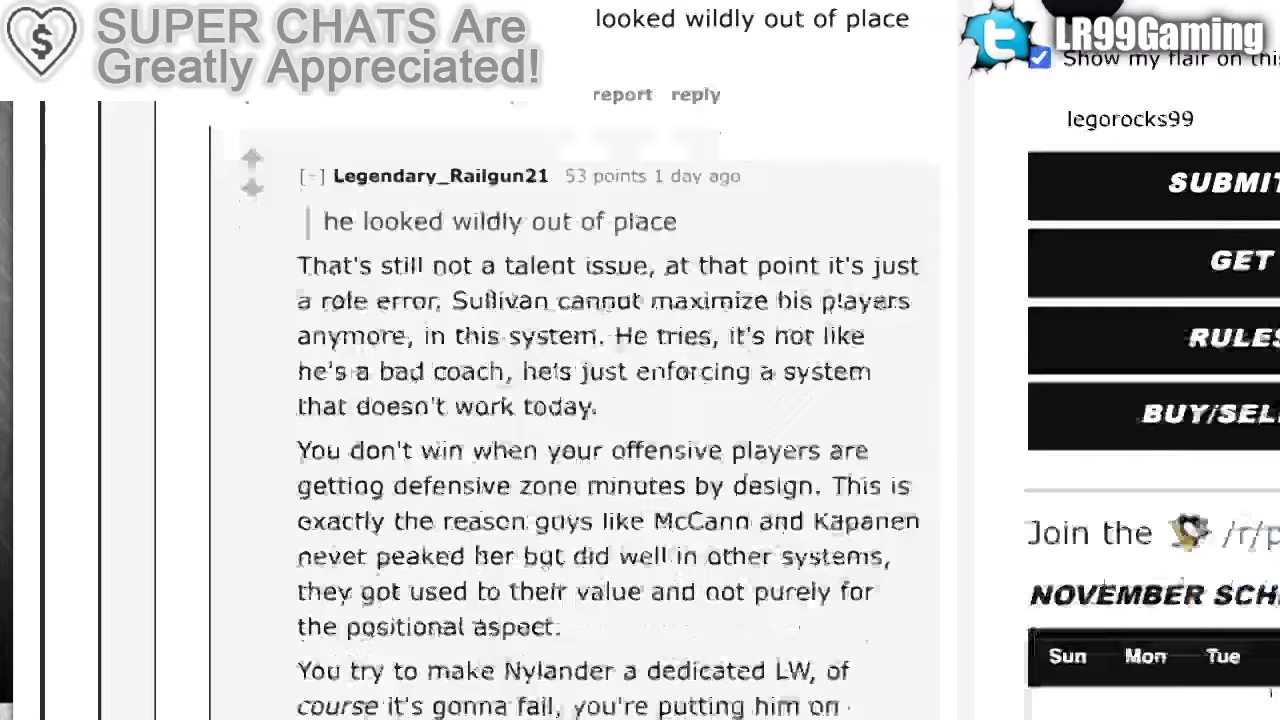 SUPER CHATS Are
Greatly Appreciated!
looked wildly out of place
LR99Gaming
Show my flair on this
report reply
legorocks99
[-] Legendary_Railgun21 53 points 1 day ago
he looked wildly out of place
That's still not a talent issue, at that point it's just
a role error. Sullivan cannot maximize his players
anymore, in this system. He tries, it's not like
he's a bad coach, he's just enforcing a system
that doesn't work today.
You don't win when your offensive players are
getting defensive zone minutes by design. This is
exactly the reason guys like McCann and Kapanen
never peaked her but did well in other systems,
they got used to their value and not purely for
the positional aspect.
You try to make Nylander a dedicated LW, of
course it's gonna fail, you're putting him on
SUBMIT
GET
RULES
BUY/SELL
Join the /r/p
NOVEMBER SCH
Sun Mon Tue